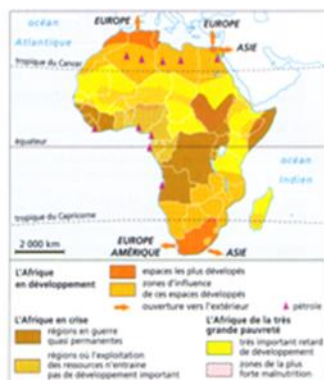 océan
Atlantique
EUROPE
EUROPE
ASIE
tropique du Cancer
équateur
océan
Indien
tropique du Capricorne
2 000 km
EUROPE
AMÉRIQUE
ASIE
L'Afrique
en développement
espaces les plus dévelopés
zones d'influence
de ces espaces développés
ouverture vers l'extérieur
pétrole
L'Afrique en crise
régions en guerre
quasi permanentes
régions où l'exploitation
des ressources n'entraine
pas de développement important
L'Afrique de la très
grande pauvreté
très important retard
de développement
zones de la plus
forte malnutrition